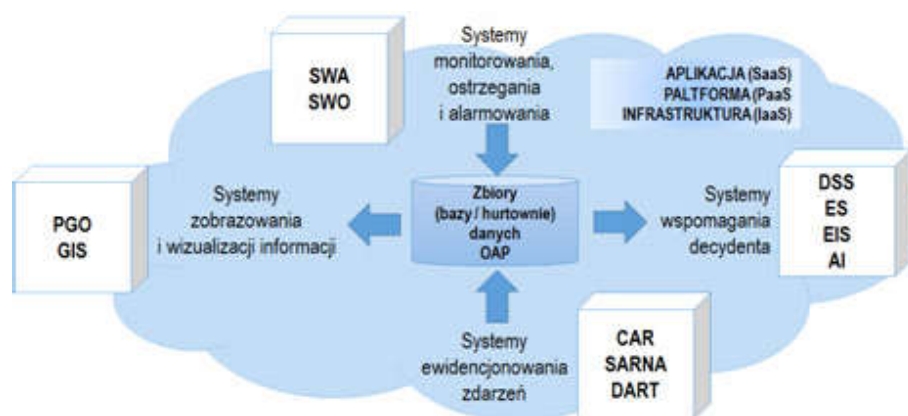 SWA
SWO
Systemy
monitorowania,
ostrzegania
i alarmowania
APLIKACJA (SaaS)
PALTFORMA (PaaS
INFRASTRUKTURA (IaaS)
PGO
GIS
Systemy
zobrazowania
i wizualizacji informacji
Zbiory
(bazy / hurtownie)
danych
OAP
Systemy
wspomagania
decydenta
DSS
ES
EIS
AI
Systemy
ewidencjonowania
zdarzeń
CAR
SARNA
DART